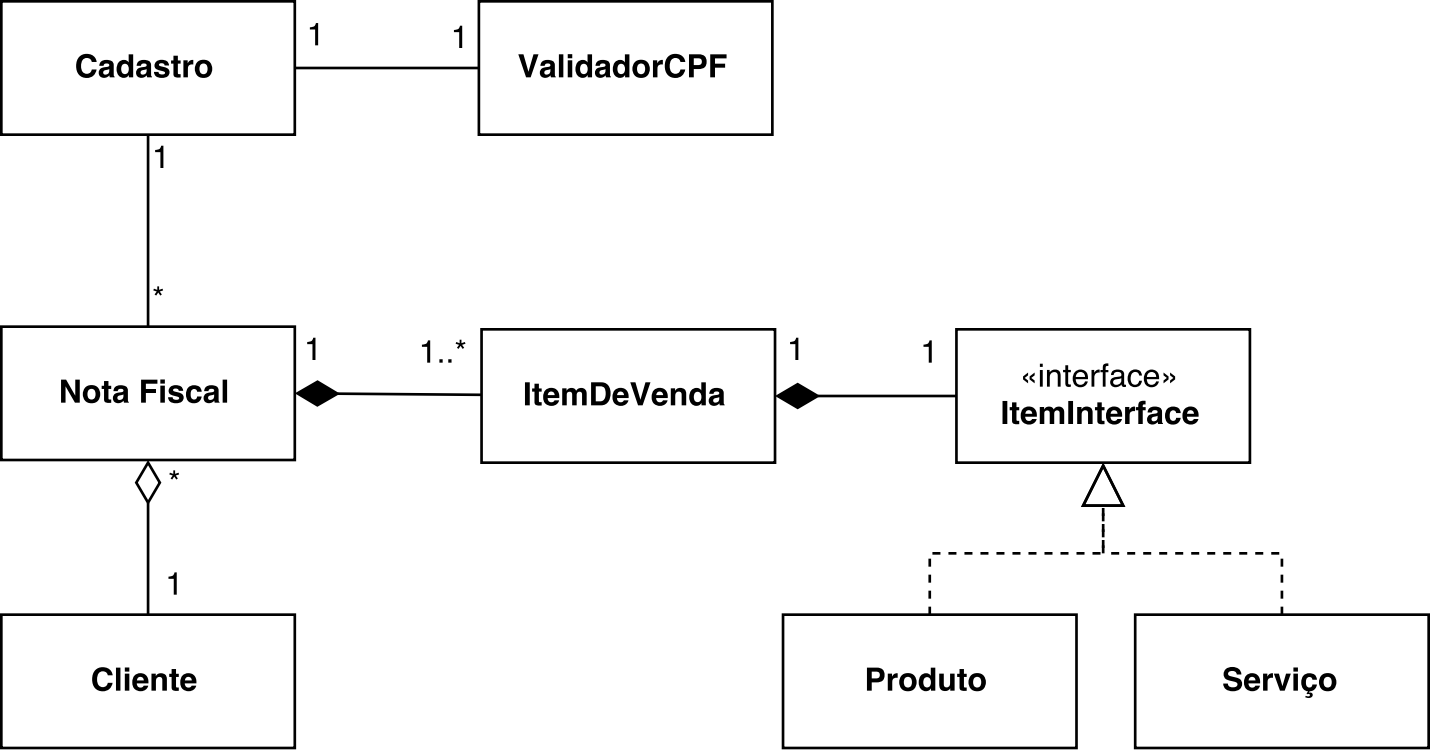 Cadastro
1
1
ValidadorCPF
1
*
Nota Fiscal
1
1..*
ItemDeVenda
1
1
«interface»
ItemInterface
*
1
Cliente
Produto
Serviço